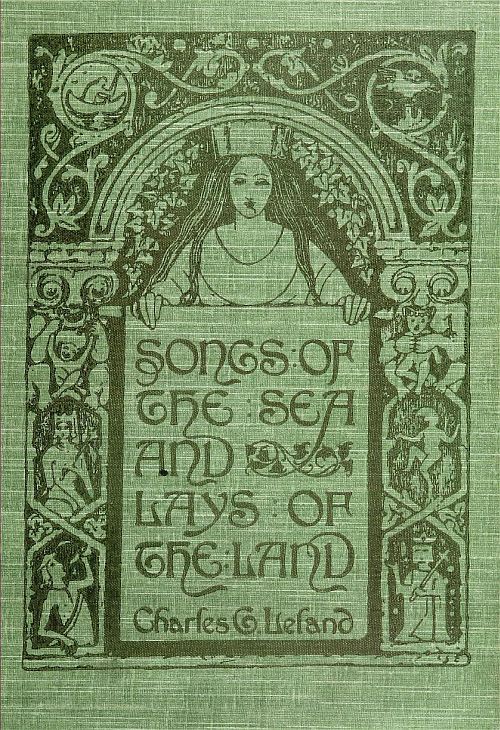 SONGS : OF
THE : SEA
AND
LAYS : OF
THE : LAND
Charles G. Leland